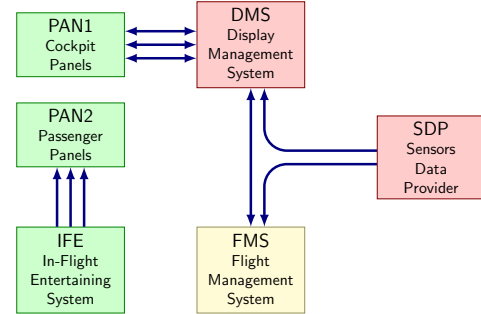 PAN1
Cockpit
Panels
DMS
Display
Management
System
PAN2
Passenger
Panels
SDP
Sensors
Data
Provider
IFE
In-Flight
Entertaining
System
FMS
Flight
Management
System